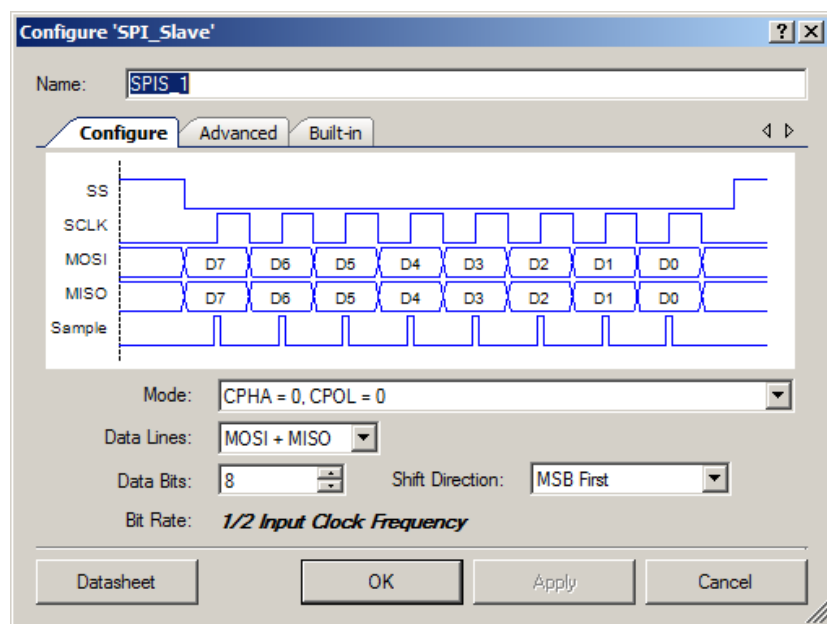 Configure 'SPI_Slave'
Name: SPIS_1
Configure Advanced Built-in
SS
SCLK
MOSI D7 D6 D5 D4 D3 D2 D1 D0
MISO D7 D6 D5 D4 D3 D2 D1 D0
Sample
Mode: CPHA = 0, CPOL = 0
Data Lines: MOSI + MISO
Data Bits: 8 Shift Direction: MSB First
Bit Rate: 1/2 Input Clock Frequency
Datasheet OK Apply Cancel